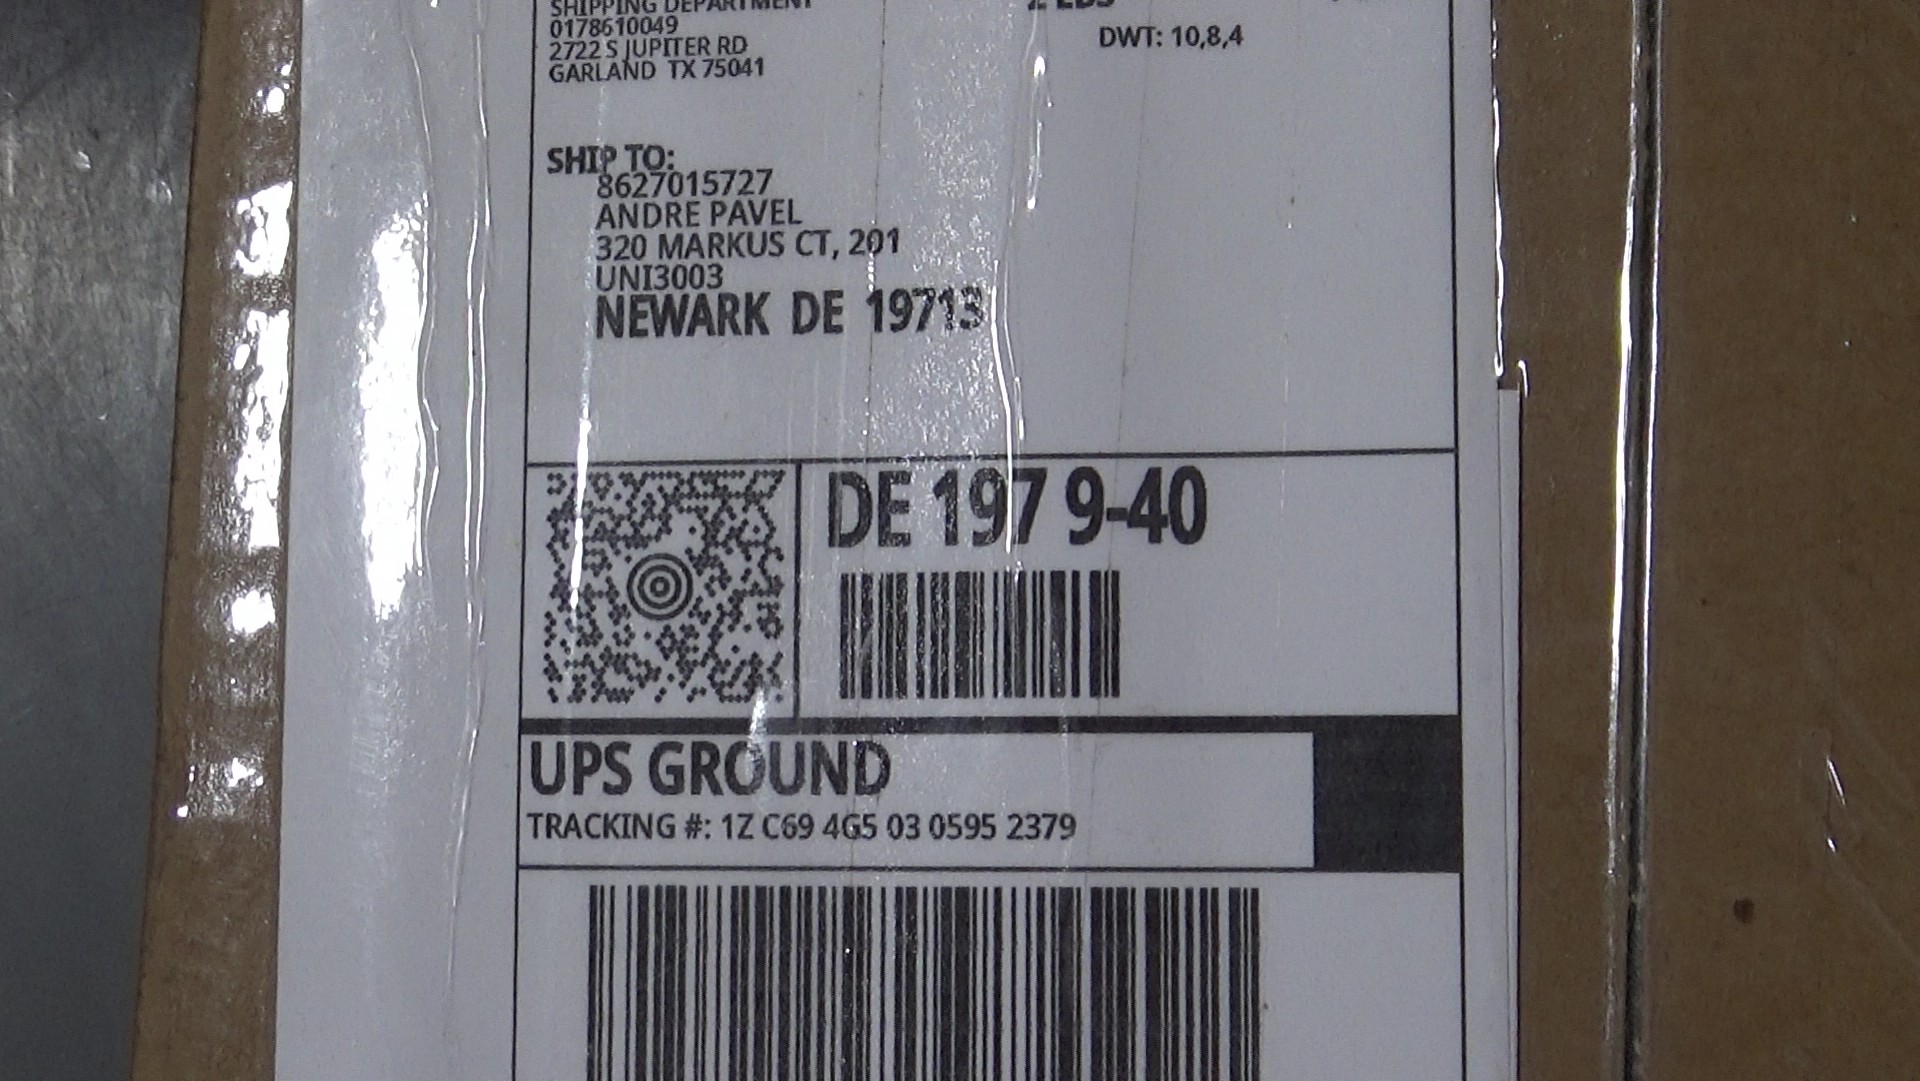 SHIPPING DEPARTMENT
0178610049
2722 S JUPITER RD
GARLAND TX 75041
2 LBS
DWT: 10,8,4
SHIP TO:
8627015727
ANDRE PAVEL
320 MARKUS CT, 201
UNI3003
NEWARK DE 19713
DE 197 9-40
UPS GROUND
TRACKING #: 1Z C69 4G5 03 0595 2379